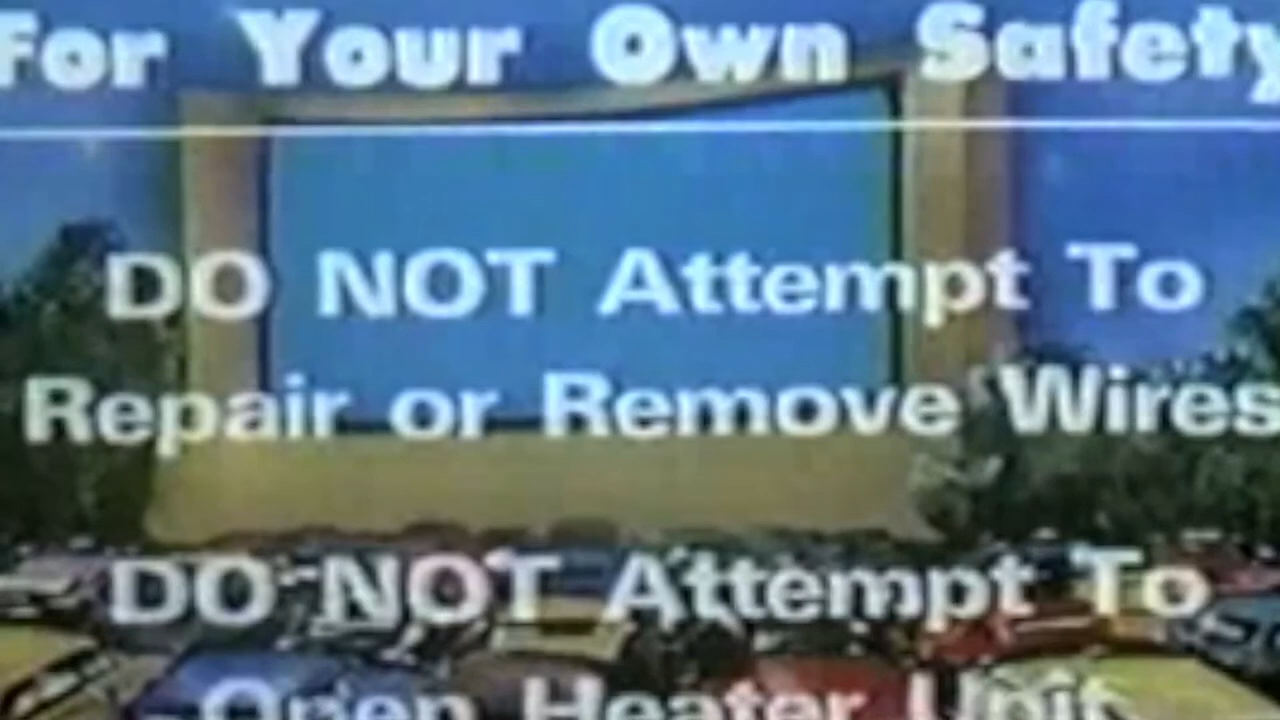 For Your Own Safety
DO NOT Attempt To
Repair or Remove Wires
DO NOT Attempt To
Open Heater Unit